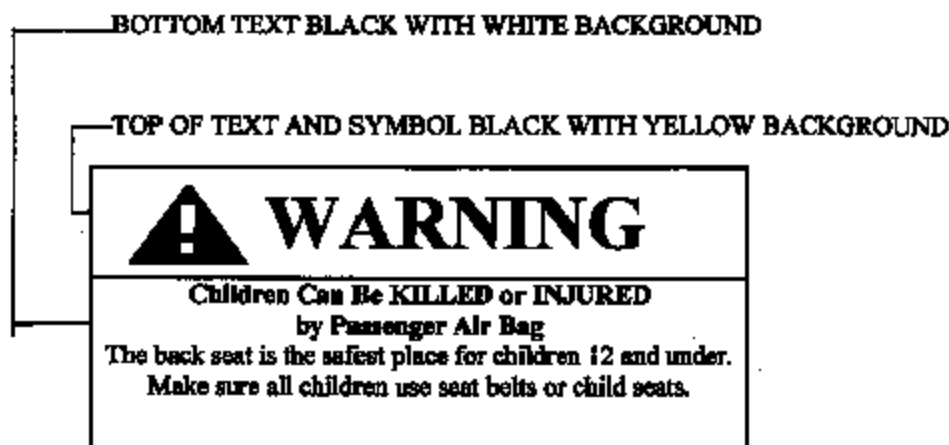 BOTTOM TEXT BLACK WITH WHITE BACKGROUND
TOP OF TEXT AND SYMBOL BLACK WITH YELLOW BACKGROUND
WARNING
Children Can Be KILLED or INJURED
by Passenger Air Bag
The back seat is the safest place for children 12 and under.
Make sure all children use seat belts or child seats.